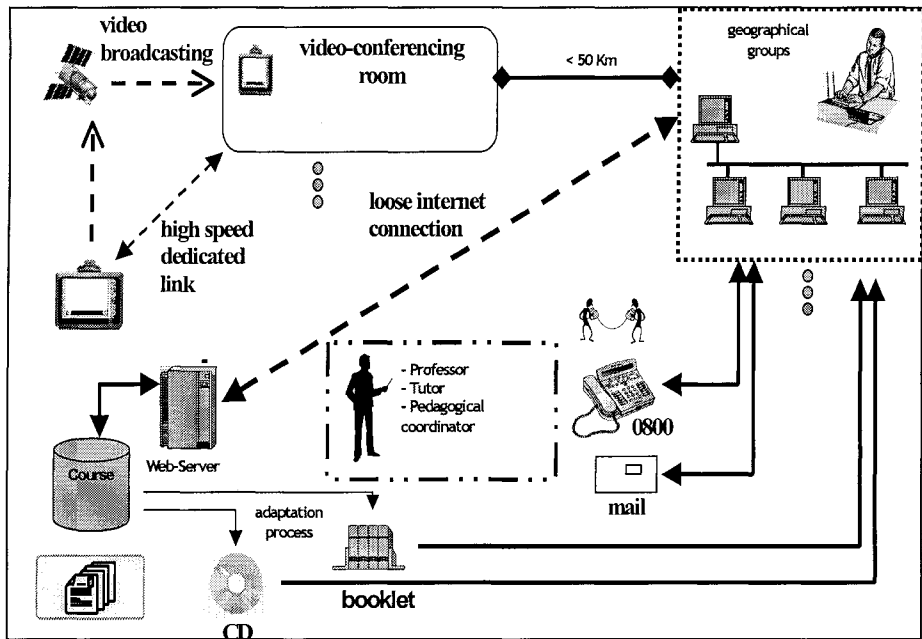 video
broadcasting
video-conferencing
room
< 50 Km
geographical
groups
high speed
dedicated
link
loose internet
connection
- Professor
- Tutor
- Pedagogical
coordinator
0800
mail
Web-Server
Course
adaptation
process
booklet
CD